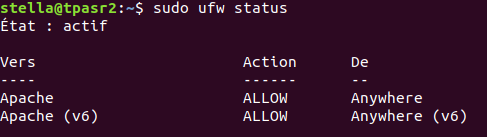 stella@tpasr2:~$ sudo ufw status
État : actif
Vers Action De
---- ------ --
Apache ALLOW Anywhere
Apache (v6) ALLOW Anywhere (v6)